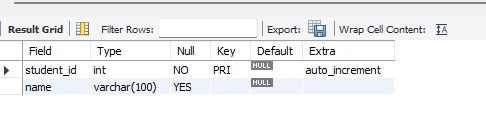 Result Grid Filter Rows: Export: Wrap Cell Content: IA
Field Type Null Key Default Extra
student_id int NO PRI NULL auto_increment
name varchar(100) YES NULL